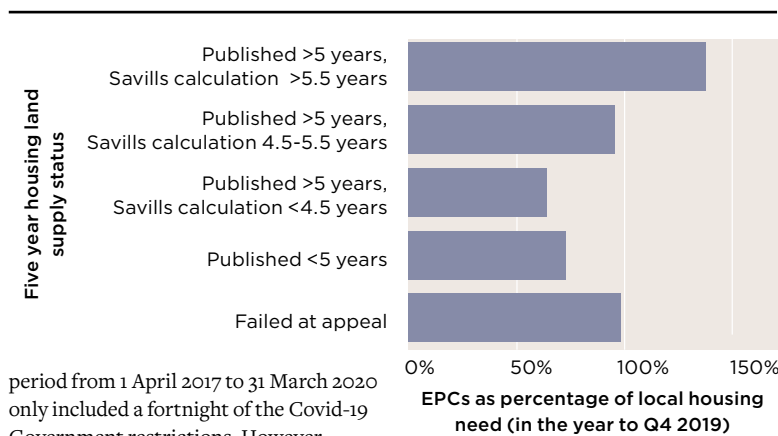 Five year housing land
supply status
Published >5 years,
Savills calculation >5.5 years
Published >5 years,
Savills calculation 4.5-5.5 years
Published >5 years,
Savills calculation <4.5 years
Published <5 years
Failed at appeal
0% 50% 100% 150%
EPCs as percentage of local housing
need (in the year to Q4 2019)
period from 1 April 2017 to 31 March 2020
only included a fortnight of the Covid-19
Government restrictions. However